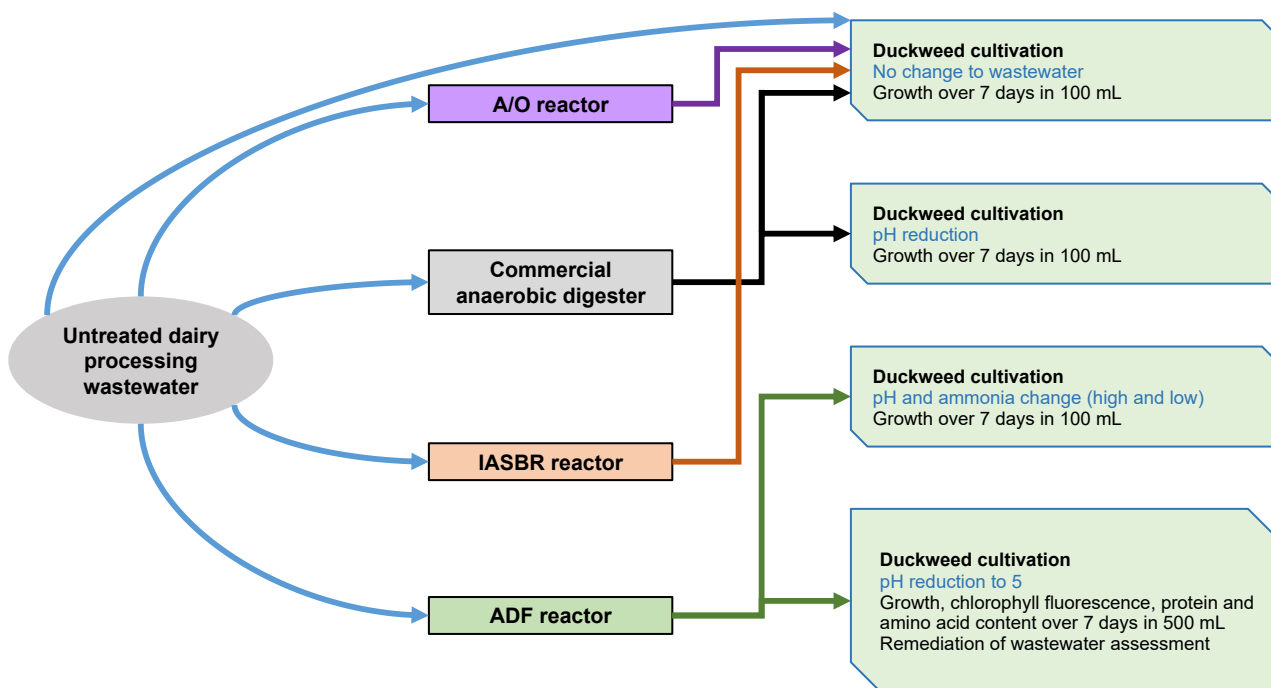 Untreated dairy
processing
wastewater
A/O reactor
Commercial
anaerobic digester
IASBR reactor
ADF reactor
Duckweed cultivation
No change to wastewater
Growth over 7 days in 100 mL
Duckweed cultivation
pH reduction
Growth over 7 days in 100 mL
Duckweed cultivation
pH and ammonia change (high and low)
Growth over 7 days in 100 mL
Duckweed cultivation
pH reduction to 5
Growth, chlorophyll fluorescence, protein and
amino acid content over 7 days in 500 mL
Remediation of wastewater assessment